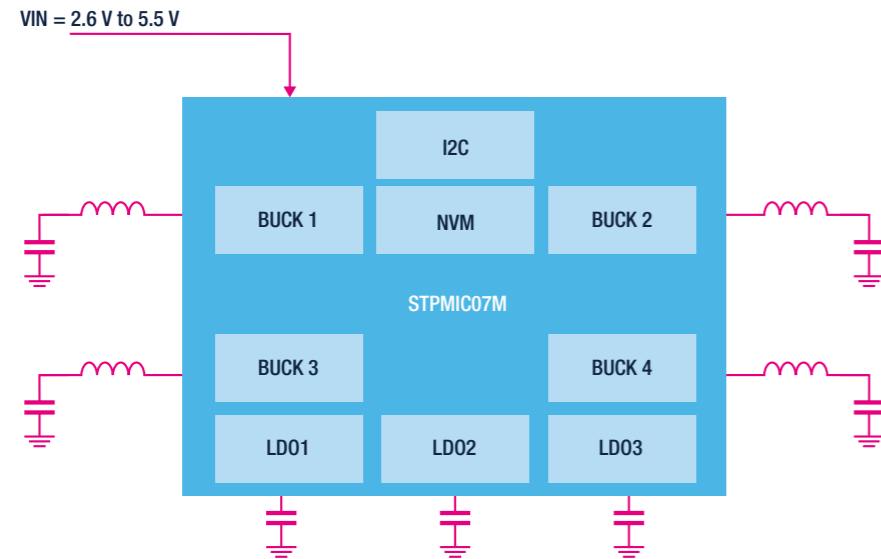 VIN = 2.6 V to 5.5 V
I2C
BUCK 1
NVM
BUCK 2
STPMIC07M
BUCK 3
BUCK 4
LDO1
LDO2
LDO3